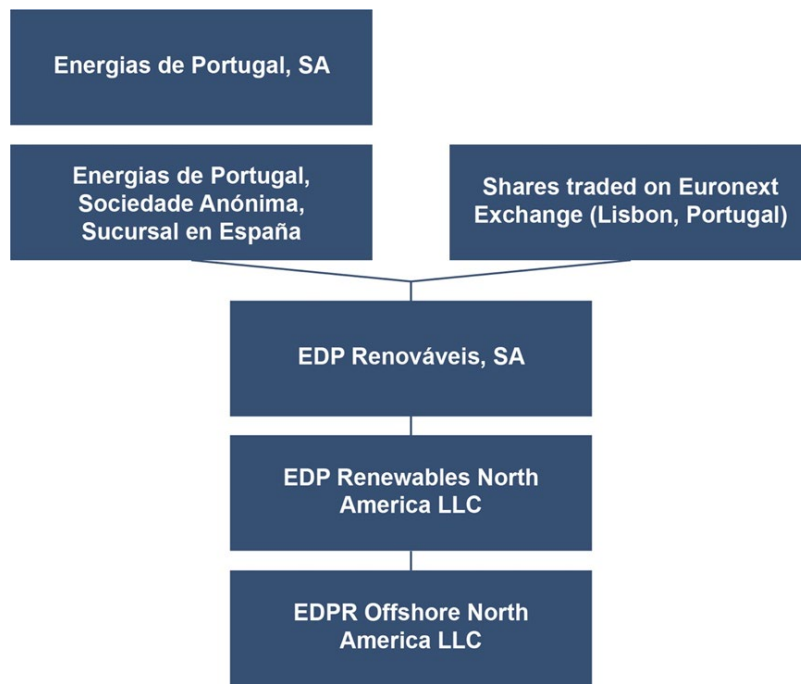 Energias de Portugal, SA
Energias de Portugal,
Sociedade Anónima,
Sucursal en España
Shares traded on Euronext
Exchange (Lisbon, Portugal)
EDP Renováveis, SA
EDP Renewables North
America LLC
EDPR Offshore North
America LLC